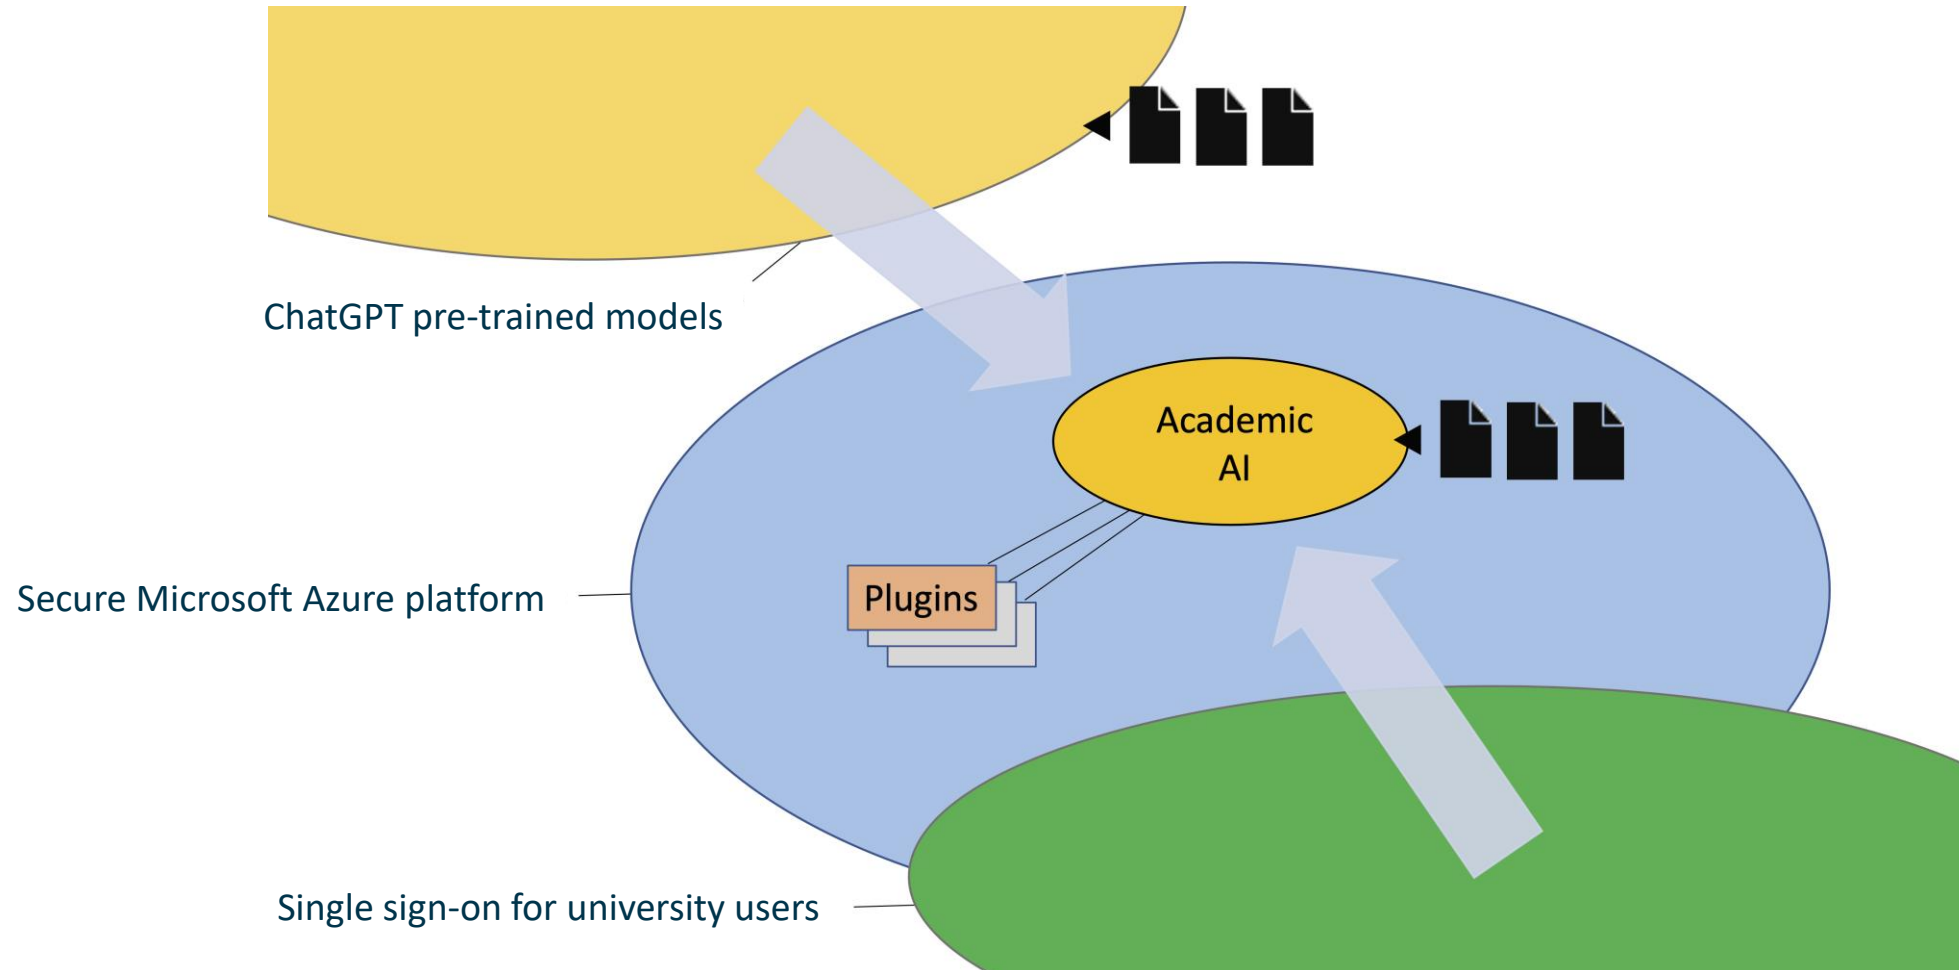 ChatGPT pre-trained models
Academic
AI
Plugins
Secure Microsoft Azure platform
Single sign-on for university users